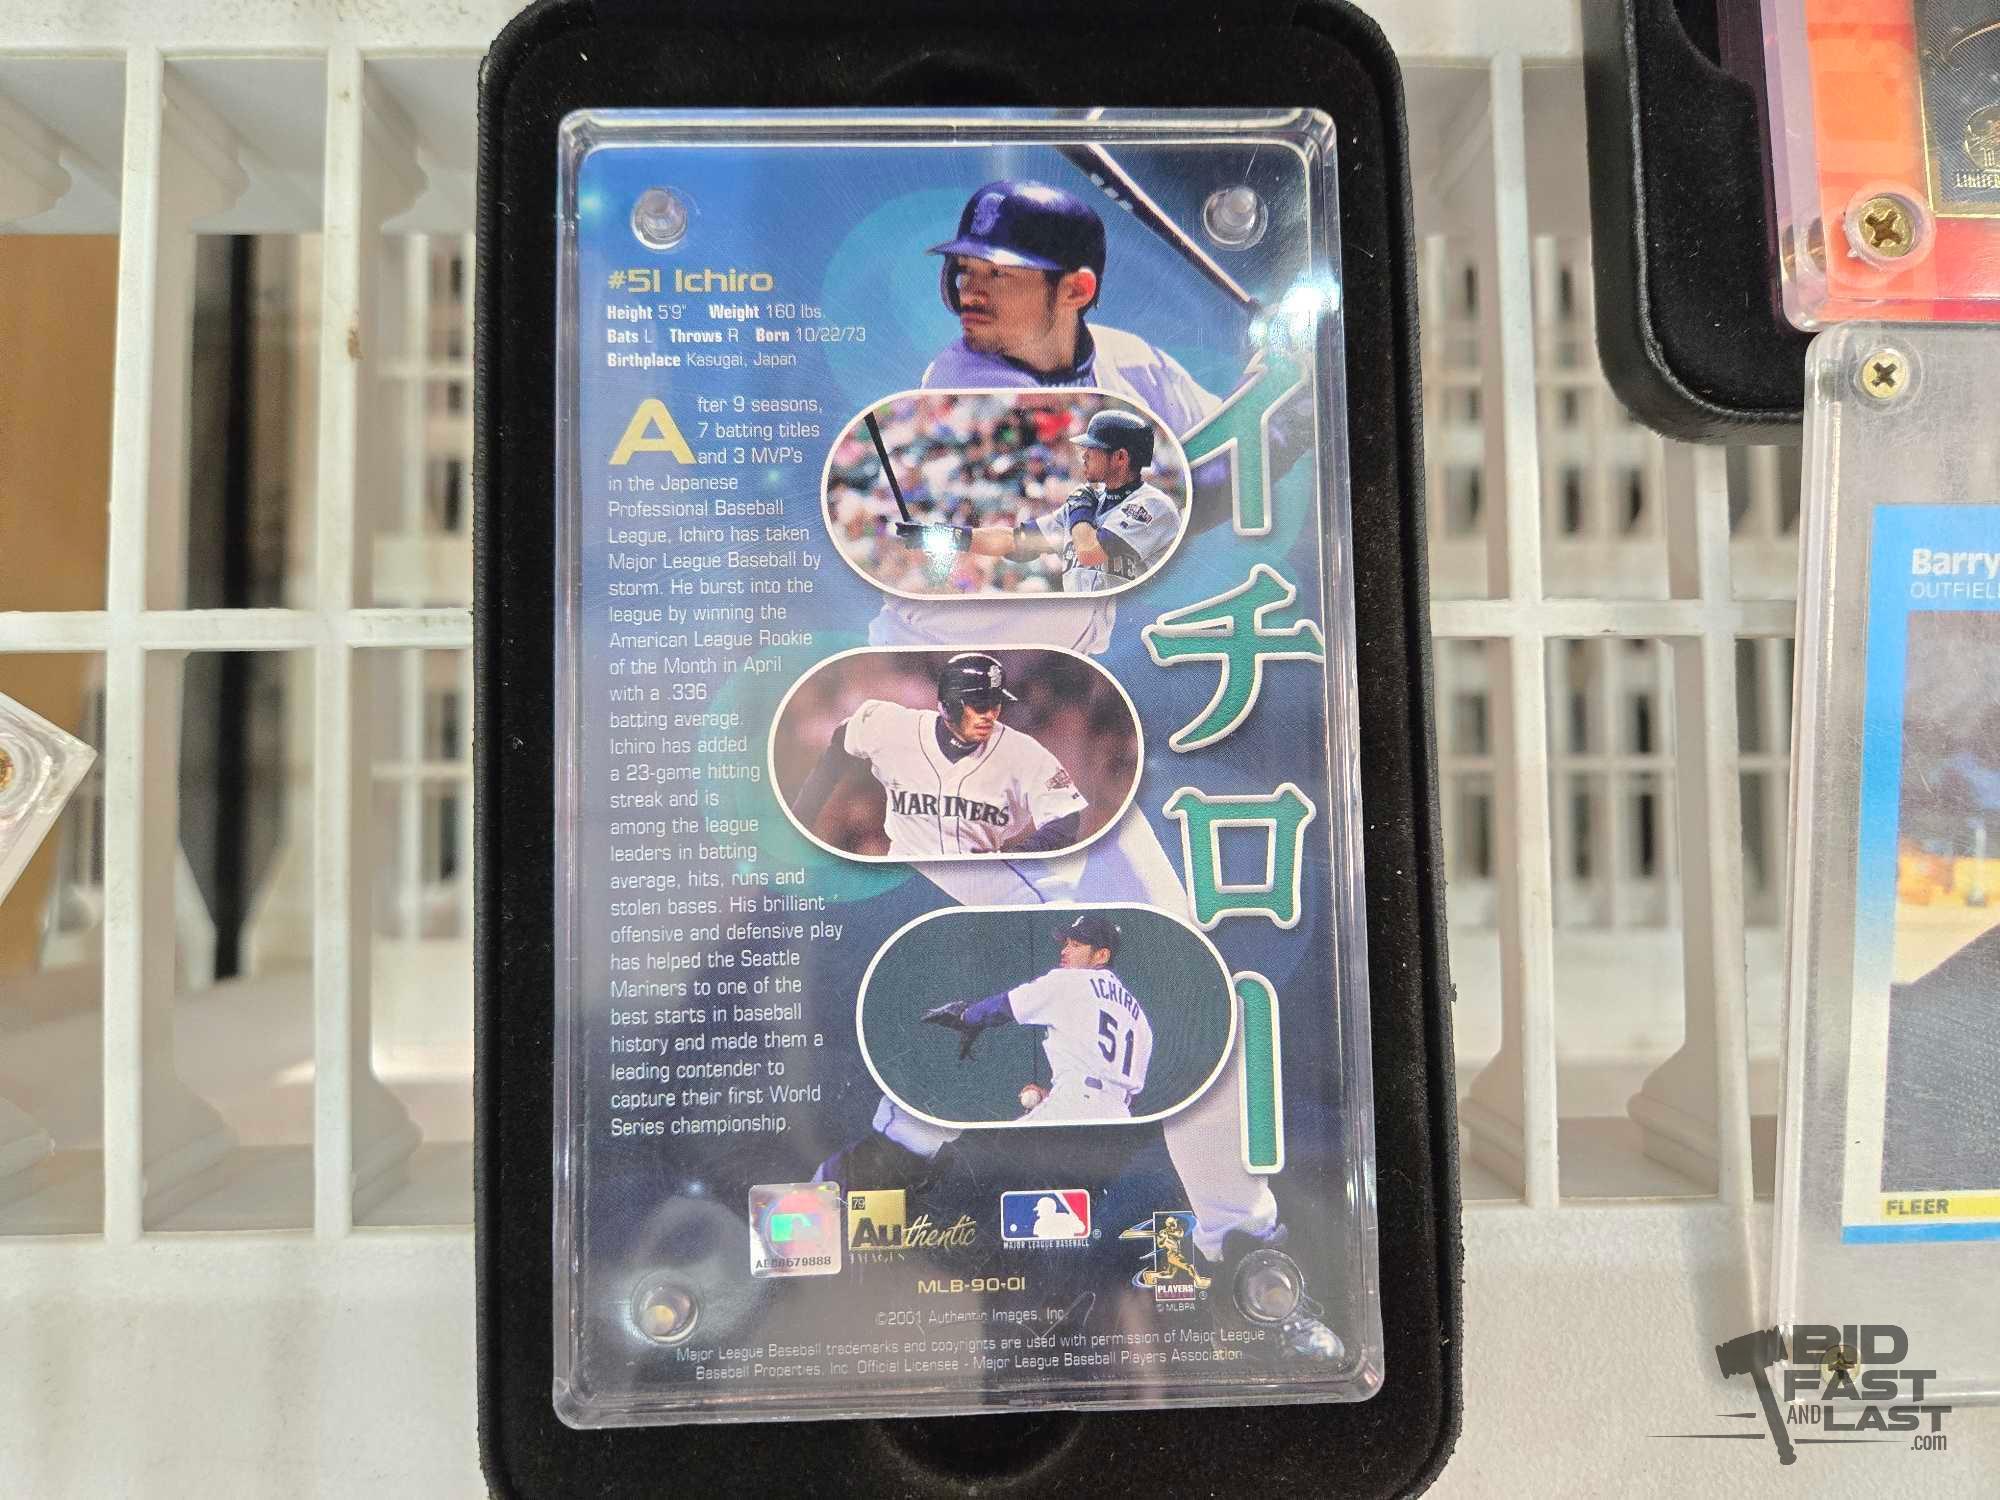 #51 Ichiro
Height 5'9" Weight 160 lbs.
Bats L Throws R Born 10/22/73
Birthplace Kasugai, Japan
After 9 seasons,
7 batting titles
and 3 MVP's
in the Japanese
Professional Baseball
League, Ichiro has taken
Major League Baseball by
storm. He burst into the
league by winning the
American League Rookie
of the Month in April
with a .336
batting average.
Ichiro has added
a 23-game hitting
streak and is
among the league
leaders in batting
average, hits, runs and
stolen bases. His brilliant
offensive and defensive play
has helped the Seattle
Mariners to one of the
best starts in baseball
history and made them a
leading contender to
capture their first World
Series championship.
イチロー
MARINERS
ICHIRO
51
79
Authentic
IMAGES
MAJOR LEAGUE BASEBALL
PLAYERS
© MLBPA
MLB-90-01
©2001 Authentic Images, Inc.
Major League Baseball trademarks and copyrights are used with permission of Major League
Baseball Properties, Inc. Official Licensee - Major League Baseball Players Association.
Barry
FLEER
BID
FAST
AND LAST
.com